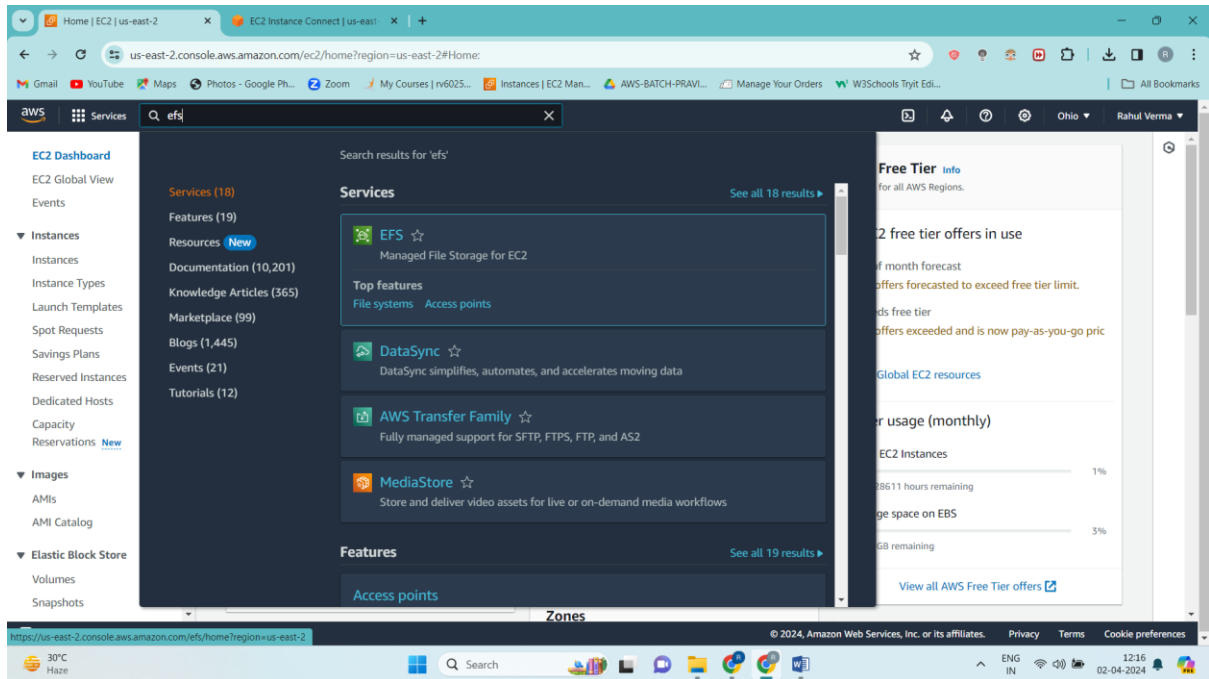 Home | EC2 | us-east-2
EC2 Instance Connect | us-east-
us-east-2.console.aws.amazon.com/ec2/home?region=us-east-2#Home:
R
Gmail YouTube Maps Photos - Google Ph... Zoom My Courses | rv6025... Instances | EC2 Man... AWS-BATCH-PRAVI... Manage Your Orders W3Schools Tryit Edi... All Bookmarks
aws Services efs Ohio Rahul Verma
EC2 Dashboard
EC2 Global View
Events
Instances
Instances
Instance Types
Launch Templates
Spot Requests
Savings Plans
Reserved Instances
Dedicated Hosts
Capacity
Reservations New
Images
AMIs
AMI Catalog
Elastic Block Store
Volumes
Snapshots
Search results for 'efs'
Services (18)
Features (19)
Resources New
Documentation (10,201)
Knowledge Articles (365)
Marketplace (99)
Blogs (1,445)
Events (21)
Tutorials (12)
Services See all 18 results
EFS
Managed File Storage for EC2
Top features
File systems Access points
DataSync
DataSync simplifies, automates, and accelerates moving data
AWS Transfer Family
Fully managed support for SFTP, FTPS, FTP, and AS2
MediaStore
Store and deliver video assets for live or on-demand media workflows
Features See all 19 results
Access points
Free Tier Info
for all AWS Regions.
C2 free tier offers in use
of month forecast
offers forecasted to exceed free tier limit.
eds free tier
offers exceeded and is now pay-as-you-go pric
Global EC2 resources
r usage (monthly)
EC2 Instances
1%
28611 hours remaining
ge space on EBS
3%
GB remaining
View all AWS Free Tier offers
Zones
https://us-east-2.console.aws.amazon.com/efs/home?region=us-east-2
© 2024, Amazon Web Services, Inc. or its affiliates. Privacy Terms Cookie preferences
30°C
Haze
Search
ENG
IN
12:16
02-04-2024